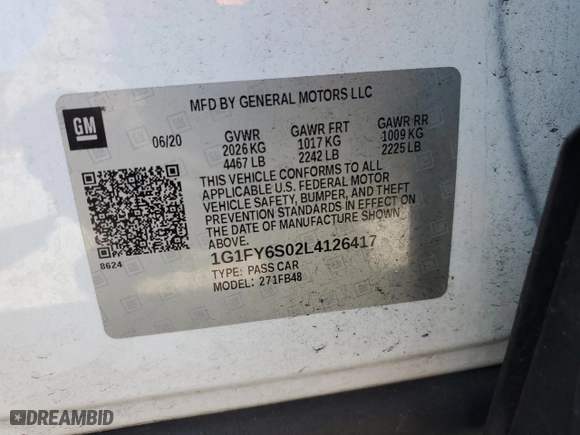 MFD BY GENERAL MOTORS LLC
GM
06/20 GVWR GAWR FRT GAWR RR
2026 KG 1017 KG 1009 KG
4467 LB 2242 LB 2225 LB
THIS VEHICLE CONFORMS TO ALL
APPLICABLE U.S. FEDERAL MOTOR
VEHICLE SAFETY, BUMPER, AND THEFT
PREVENTION STANDARDS IN EFFECT ON
THE DATE OF MANUFACTURE SHOWN
ABOVE.
8624
1G1FY6S02L4126417
TYPE: PASS CAR
MODEL: 271FB48
DREAMBID